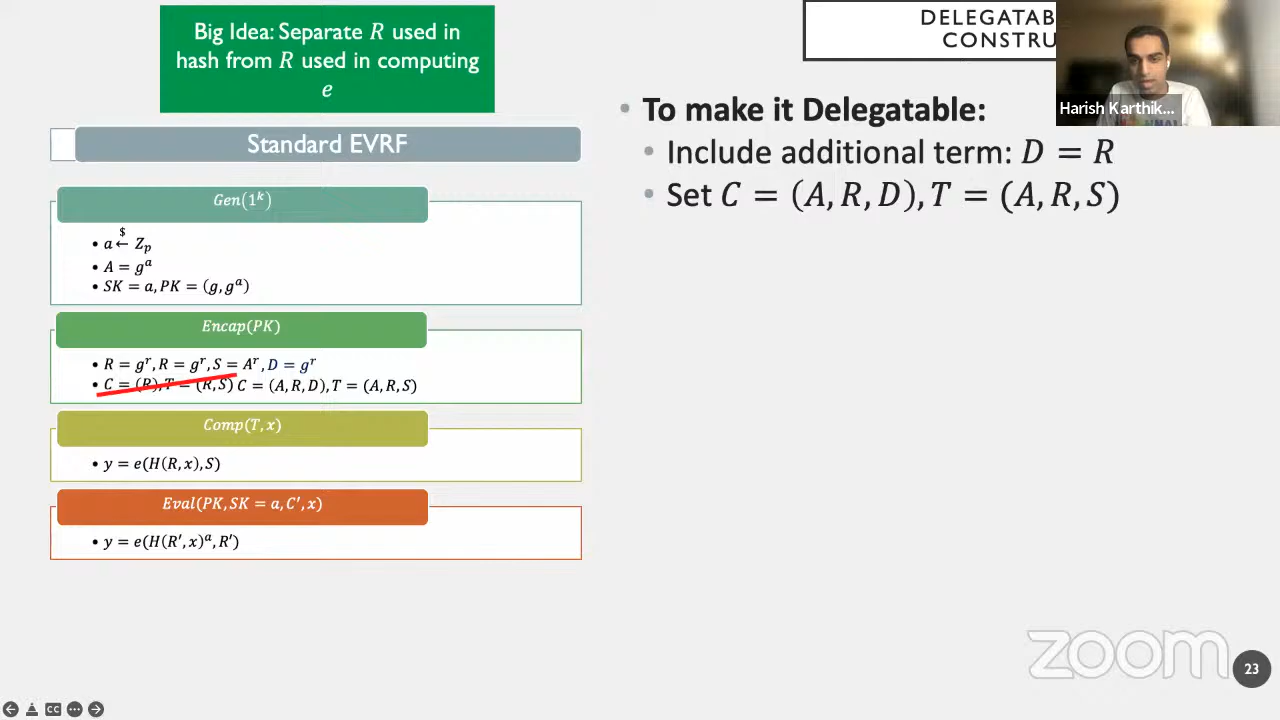 Big Idea: Separate R used in
hash from R used in computing
e
DELEGATAB
CONSTRU
Harish Karthik...
Standard EVRF
Gen(1^k)
• a $← Z_p
• A = g^a
• SK = a, PK = (g, g^a)
Encap(PK)
• R = g^r, R = g^r, S = A^r, D = g^r
• C = (R), T = (R, S) C = (A, R, D), T = (A, R, S)
Comp(T, x)
• y = e(H(R, x), S)
Eval(PK, SK = a, C′, x)
• y = e(H(R′, x)^a, R′)
• To make it Delegatable:
• Include additional term: D = R
• Set C = (A, R, D), T = (A, R, S)
zoom
23
CC